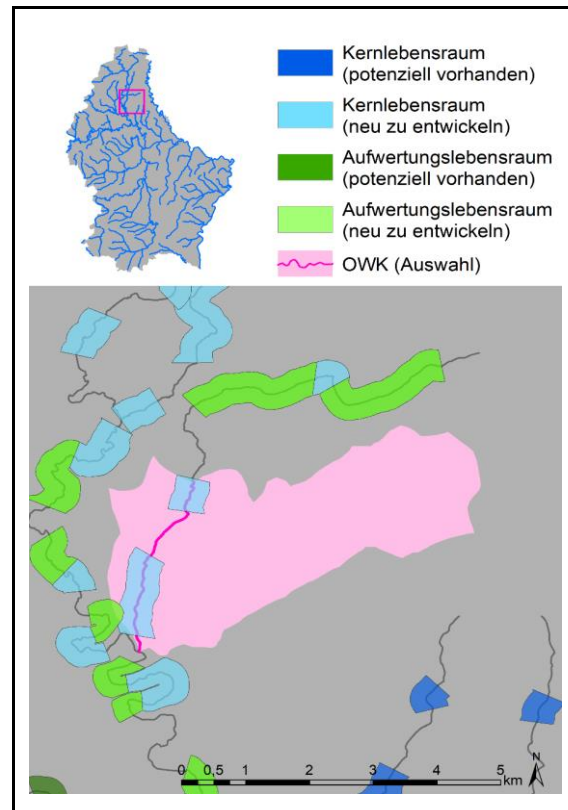 Kernlebensraum
(potenziell vorhanden)
Kernlebensraum
(neu zu entwickeln)
Aufwertungslebensraum
(potenziell vorhanden)
Aufwertungslebensraum
(neu zu entwickeln)
OWK (Auswahl)
N
0 0,5 1 2 3 4 5
km